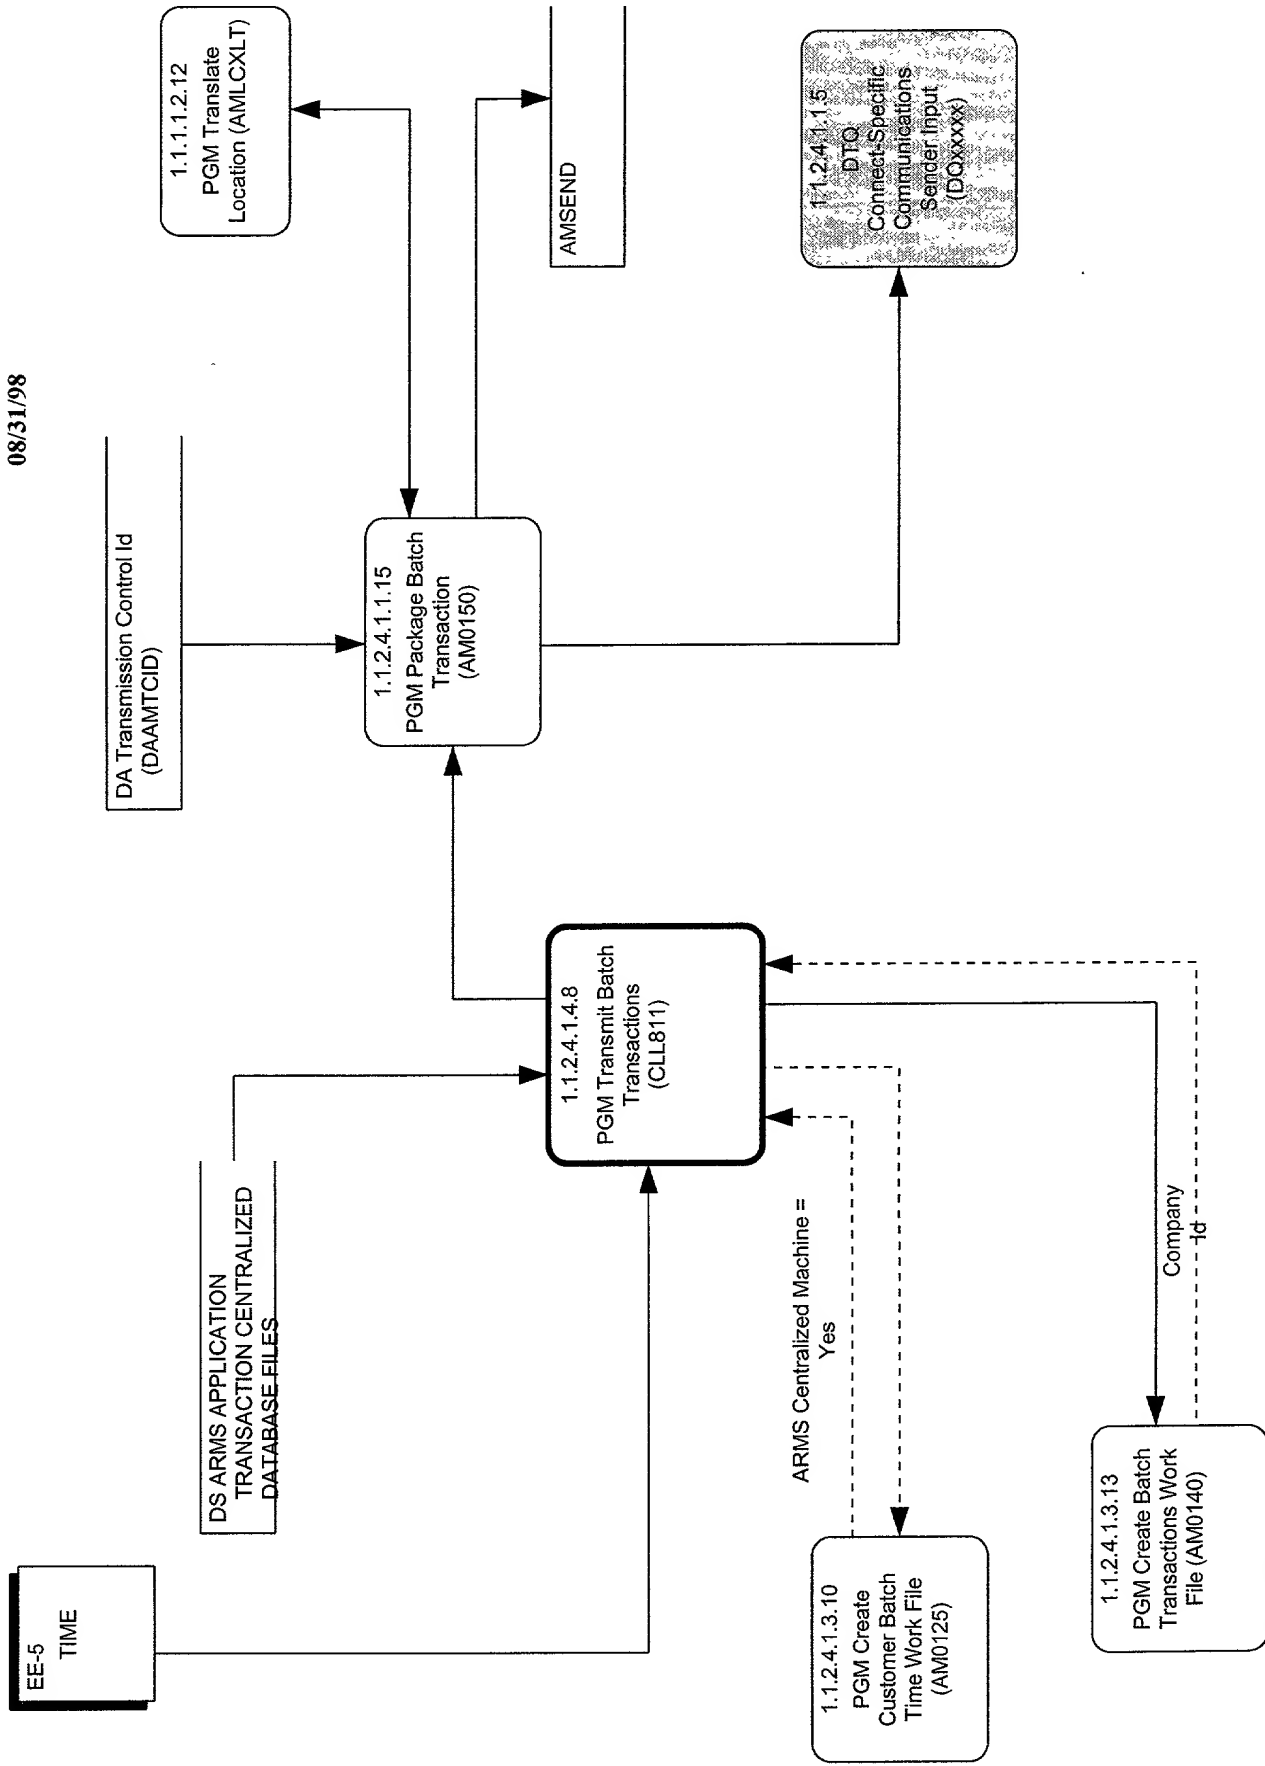 08/31/98
EE-5
TIME
DS ARMS APPLICATION
TRANSACTION CENTRALIZED
DATABASE FILES
DA Transmission Control Id
(DAAMTCID)
1.1.1.1.2.12
PGM Translate
Location (AMLCXLT)
1.1.2.4.1.1.15
PGM Package Batch
Transaction
(AM0150)
AMSEND
1.1.2.4.1.4.8
PGM Transmit Batch
Transactions
(CLL811)
1.1.2.4.1.1.5
DTQ
Connect-Specific
Communications
Sender Input
(DQxxxxx)
ARMS Centralized Machine =
Yes
1.1.2.4.1.3.10
PGM Create
Customer Batch
Time Work File
(AM0125)
Company
Id
1.1.2.4.1.3.13
PGM Create Batch
Transactions Work
File (AM0140)